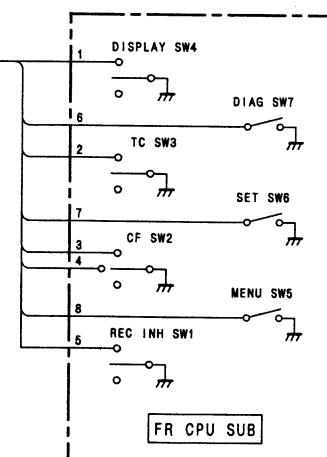 1 DISPLAY SW4
6 DIAG SW7
2 TC SW3
7 SET SW6
3 CF SW2
4
8 MENU SW5
5 REC INH SW1
FR CPU SUB